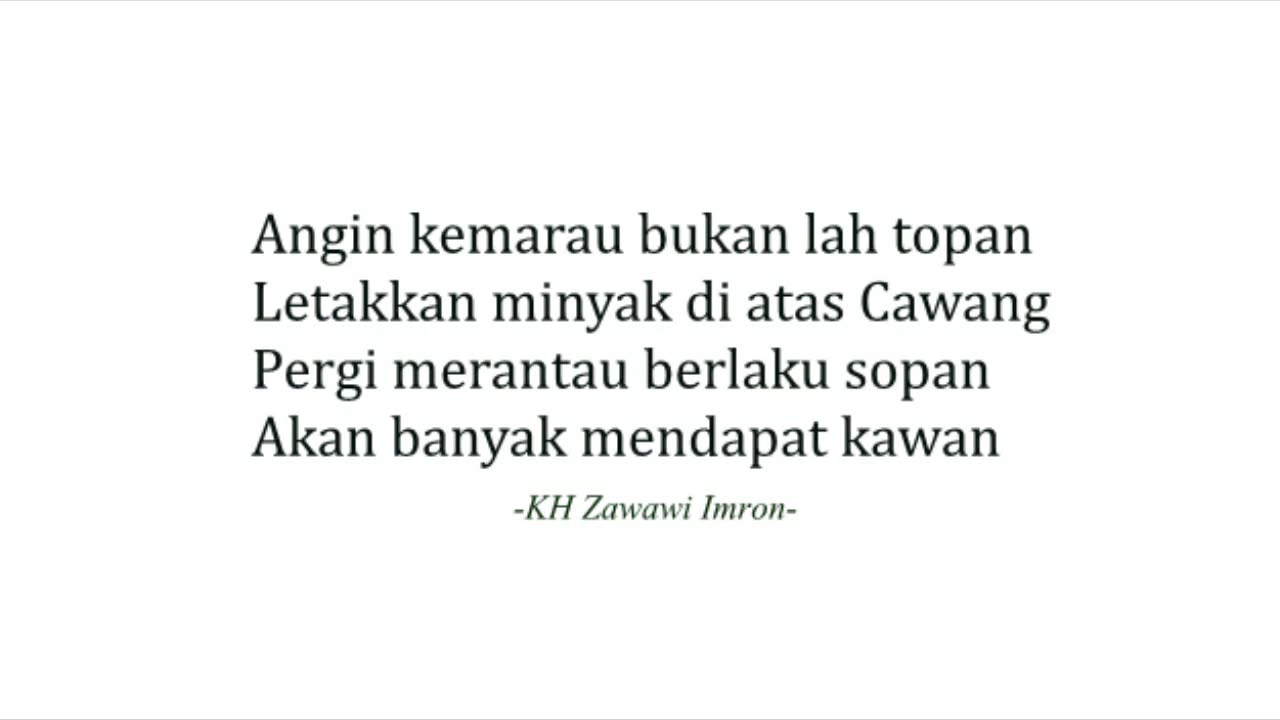 Angin kemarau bukan lah topan
Letakkan minyak di atas Cawang
Pergi merantau berlaku sopan
Akan banyak mendapat kawan
-KH Zawawi Imron-